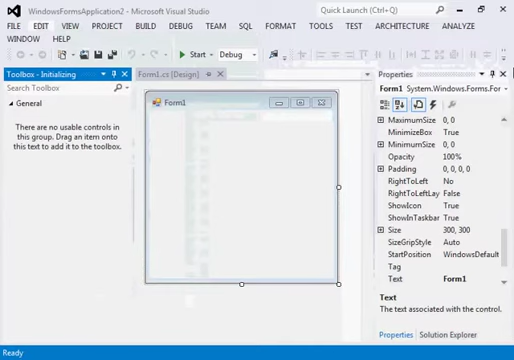 WindowsFormsApplication2 - Microsoft Visual Studio
Quick Launch (Ctrl+Q)
FILE EDIT VIEW PROJECT BUILD DEBUG TEAM SQL FORMAT TOOLS TEST ARCHITECTURE ANALYZE
WINDOW HELP
Start Debug
Toolbox - Initializing
Search Toolbox
General
There are no usable controls in
this group. Drag an item onto
this text to add it to the toolbox.
Form1.cs [Design]
Form1
Properties
Form1 System.Windows.Forms.For
MaximumSize 0, 0
MinimizeBox True
MinimumSize 0, 0
Opacity 100%
Padding 0, 0, 0, 0
RightToLeft No
RightToLeftLay False
ShowIcon True
ShowInTaskbar True
Size 300, 300
SizeGripStyle Auto
StartPosition WindowsDefault
Tag
Text Form1
Text
The text associated with the control.
Properties Solution Explorer
Ready